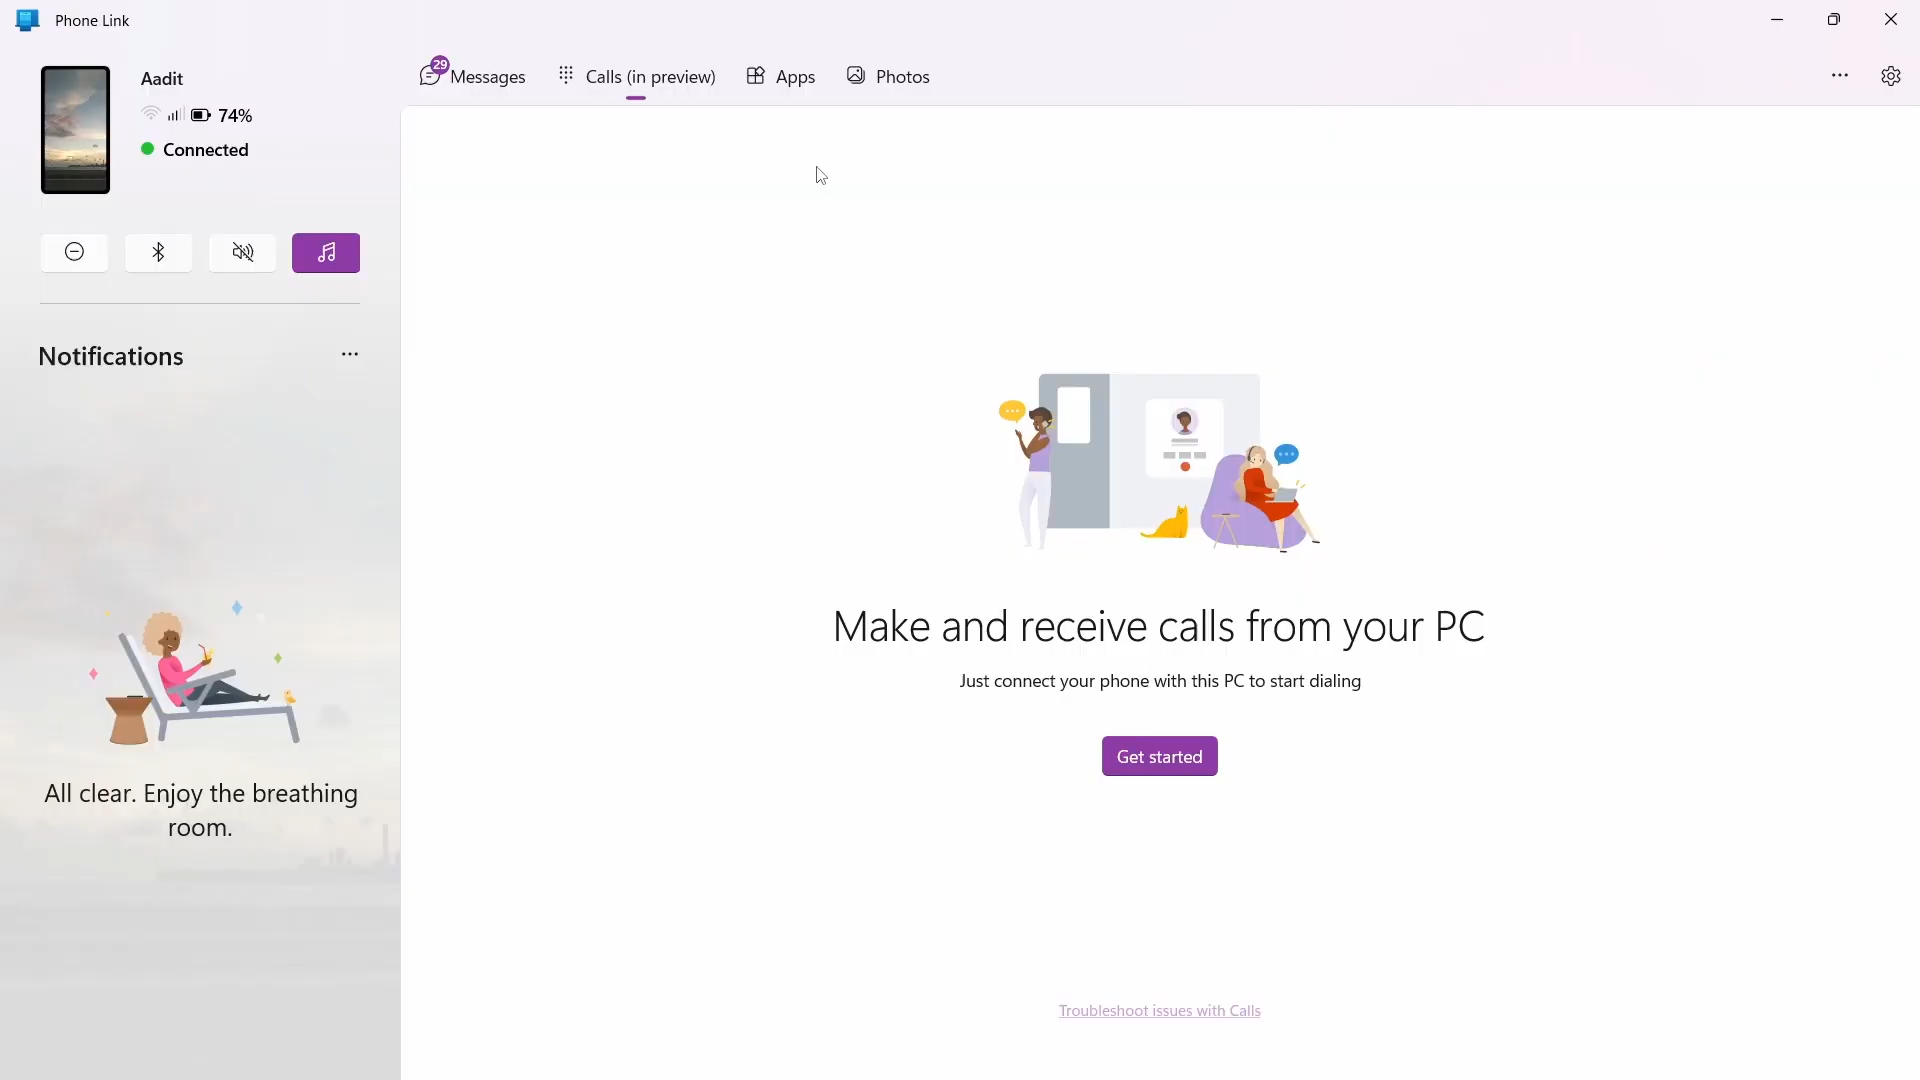 Phone Link
Aadit
74%
Connected
29
Messages
Calls (in preview)
Apps
Photos
Notifications
All clear. Enjoy the breathing
room.
Make and receive calls from your PC
Just connect your phone with this PC to start dialing
Get started
Troubleshoot issues with Calls